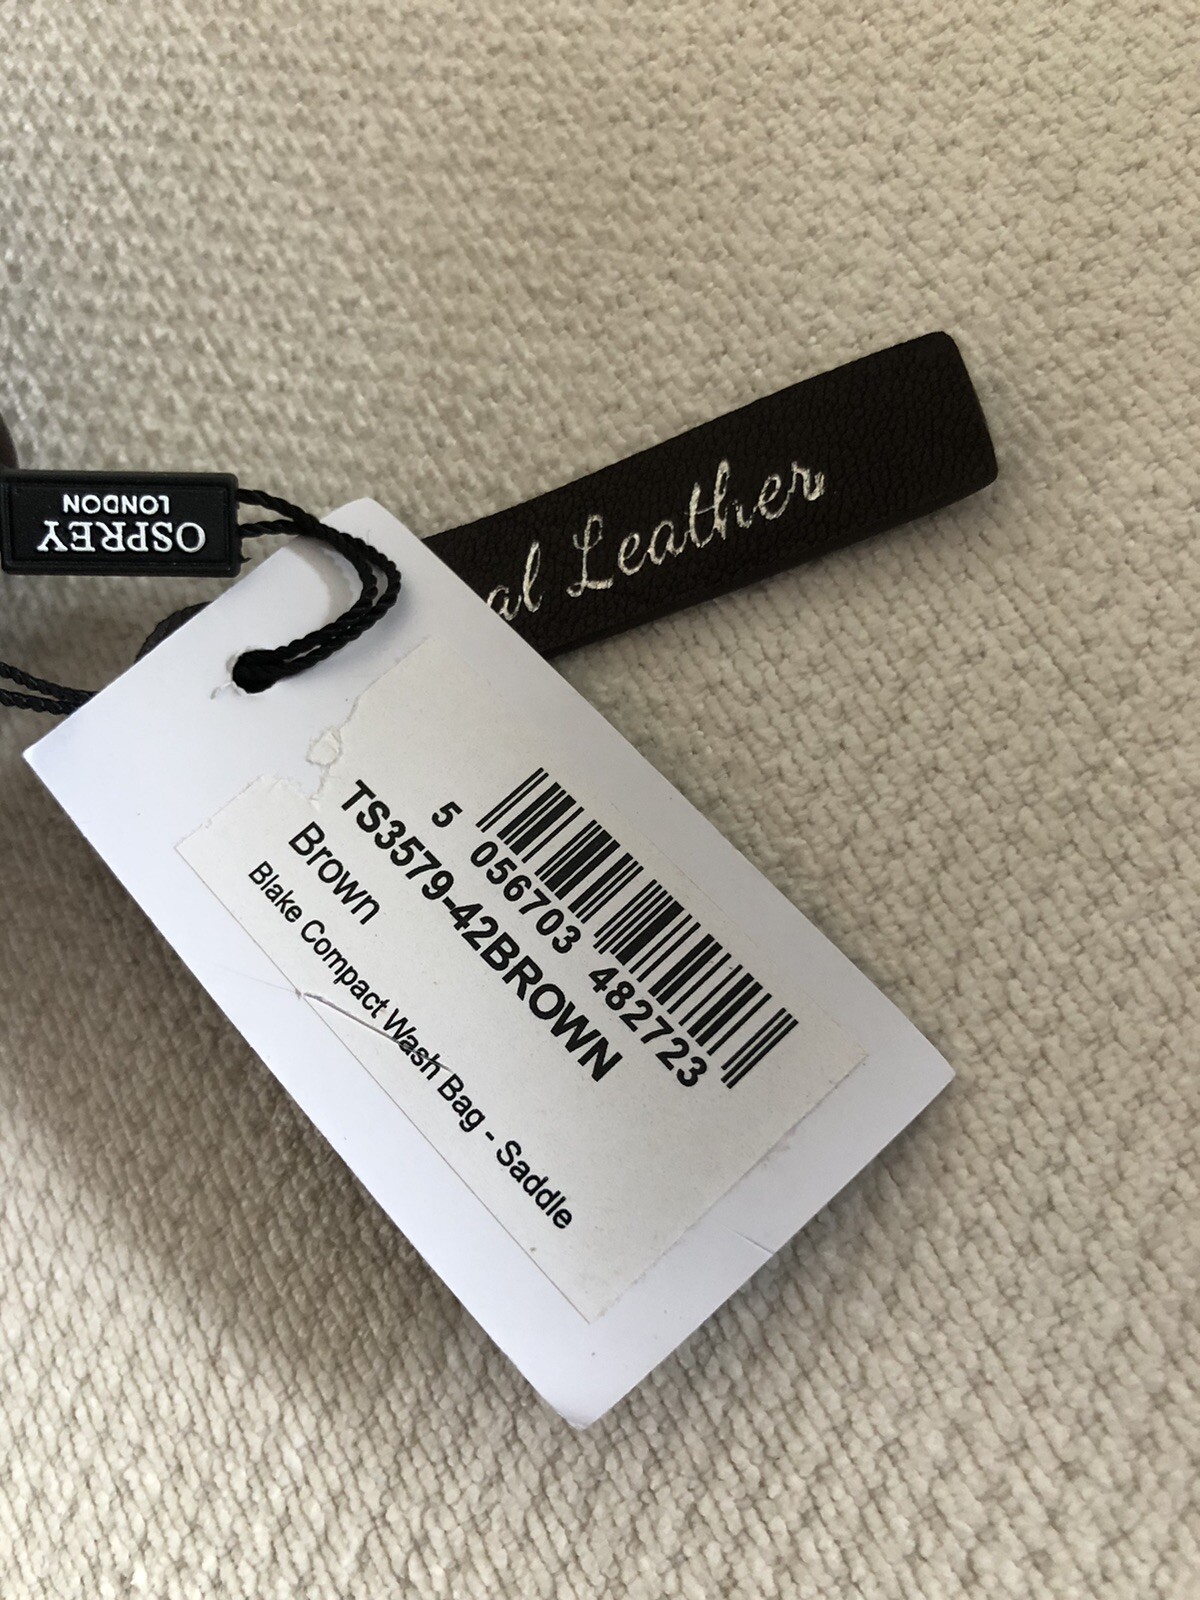 OSPREY
LONDON
al Leather
5 056703 482723
TS3579-42BROWN
Brown
Blake Compact Wash Bag - Saddle